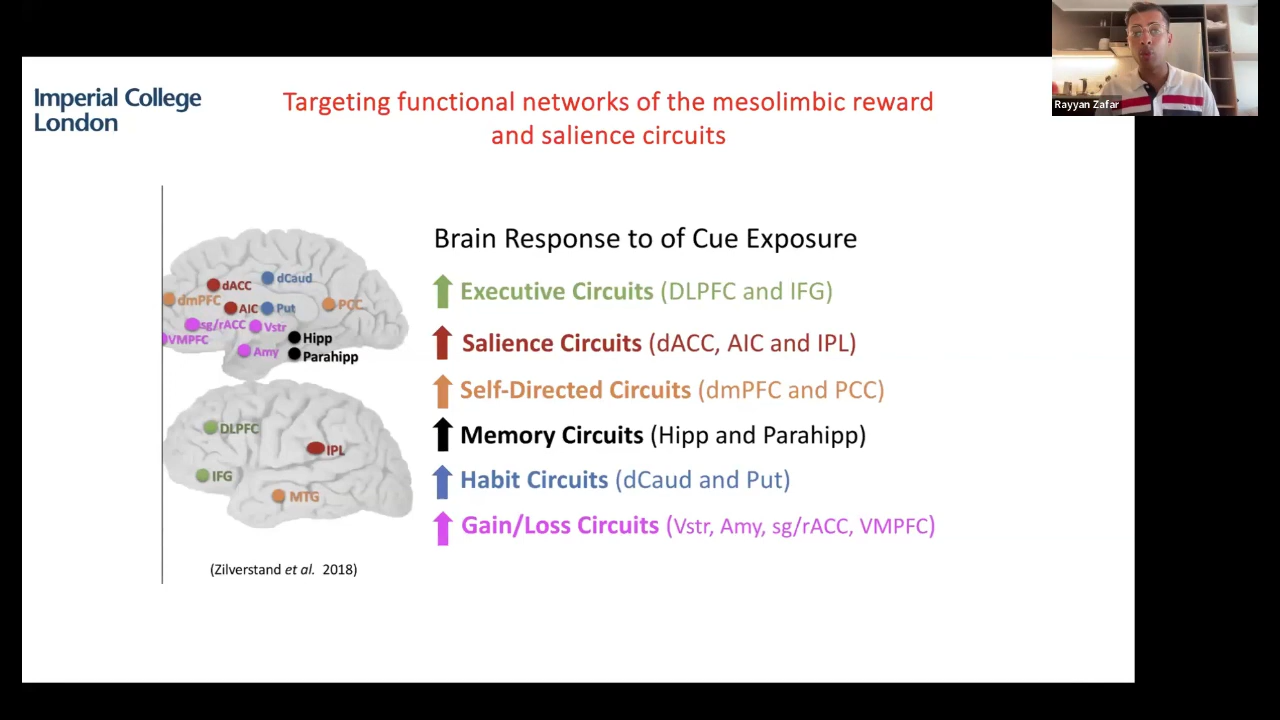 Imperial College
London
Targeting functional networks of the mesolimbic reward
and salience circuits
Rayyan Zafar
Brain Response to of Cue Exposure
Executive Circuits (DLPFC and IFG)
Salience Circuits (dACC, AIC and IPL)
Self-Directed Circuits (dmPFC and PCC)
Memory Circuits (Hipp and Parahipp)
Habit Circuits (dCaud and Put)
Gain/Loss Circuits (Vstr, Amy, sg/rACC, VMPFC)
dACC
dCaud
dmPFC
AIC
Put
PCC
sg/rACC
Vstr
VMPFC
Hipp
Amy
Parahipp
DLPFC
IPL
IFG
MTG
(Zilverstand et al. 2018)